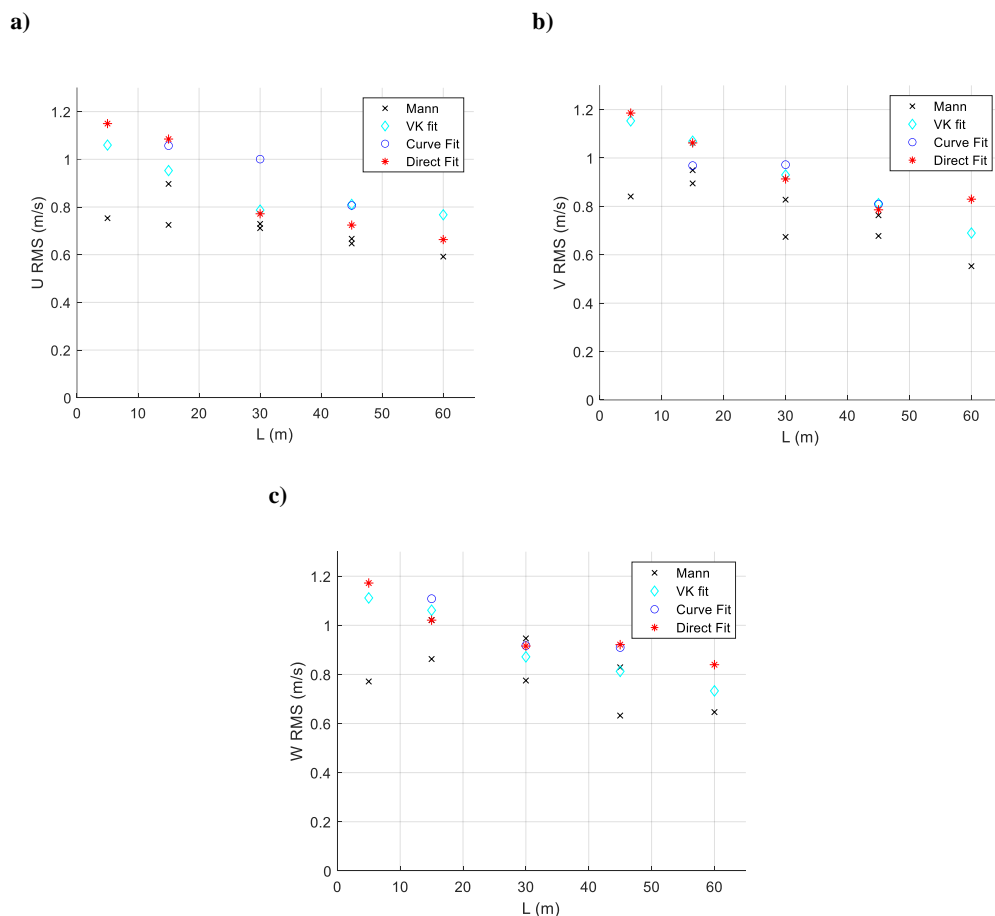 a)
U RMS (m/s)
1.2
1
0.8
0.6
0.4
0.2
0
0 10 20 30 40 50 60
L (m)
Mann
VK fit
Curve Fit
Direct Fit
b)
V RMS (m/s)
1.2
1
0.8
0.6
0.4
0.2
0
0 10 20 30 40 50 60
L (m)
Mann
VK fit
Curve Fit
Direct Fit
c)
W RMS (m/s)
1.2
1
0.8
0.6
0.4
0.2
0
0 10 20 30 40 50 60
L (m)
Mann
VK fit
Curve Fit
Direct Fit